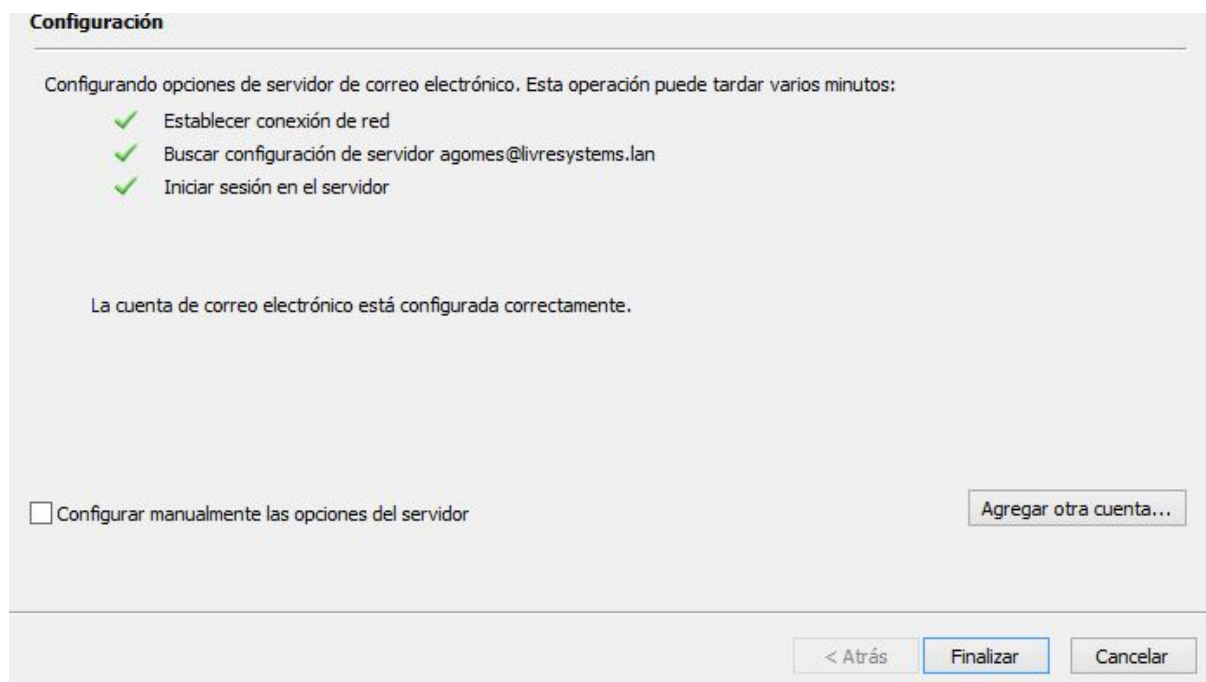 Configuración
Configurando opciones de servidor de correo electrónico. Esta operación puede tardar varios minutos:
Establecer conexión de red
Buscar configuración de servidor agomes@livresystems.lan
Iniciar sesión en el servidor
La cuenta de correo electrónico está configurada correctamente.
Configurar manualmente las opciones del servidor
Agregar otra cuenta...
< Atrás
Finalizar
Cancelar